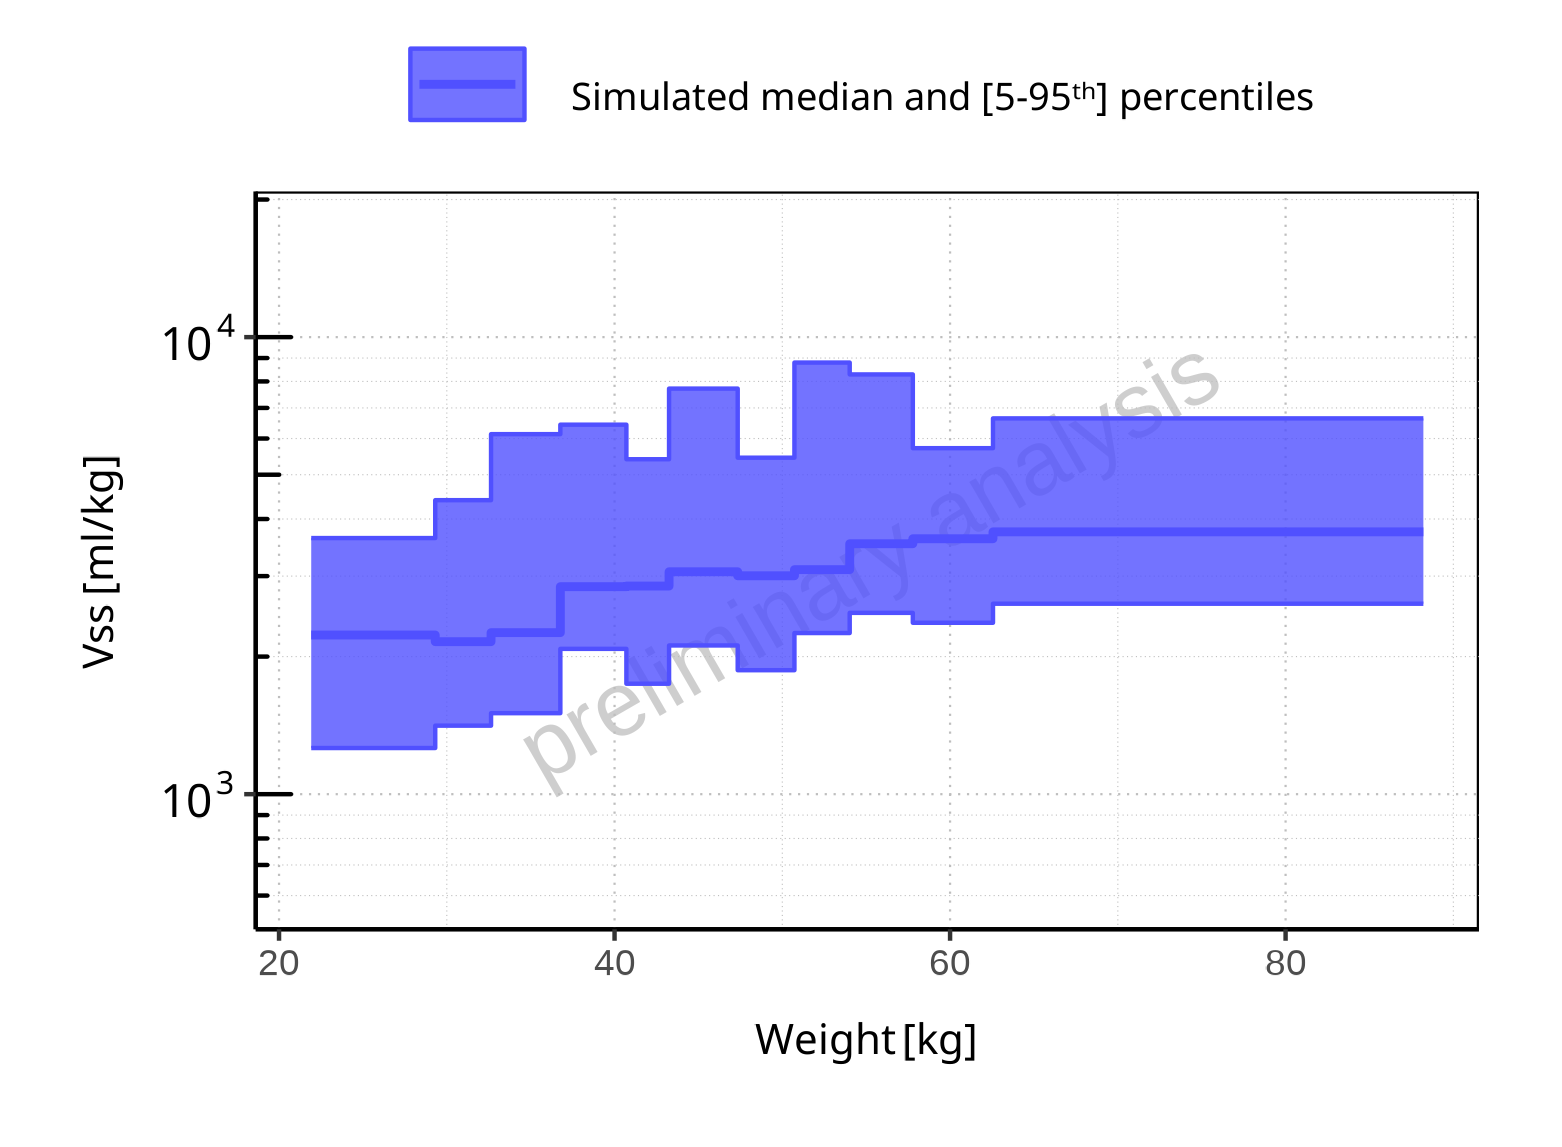 Simulated median and [5-95th] percentiles
10^4
Vss [ml/kg]
preliminary analysis
10^3
20 40 60 80
Weight [kg]